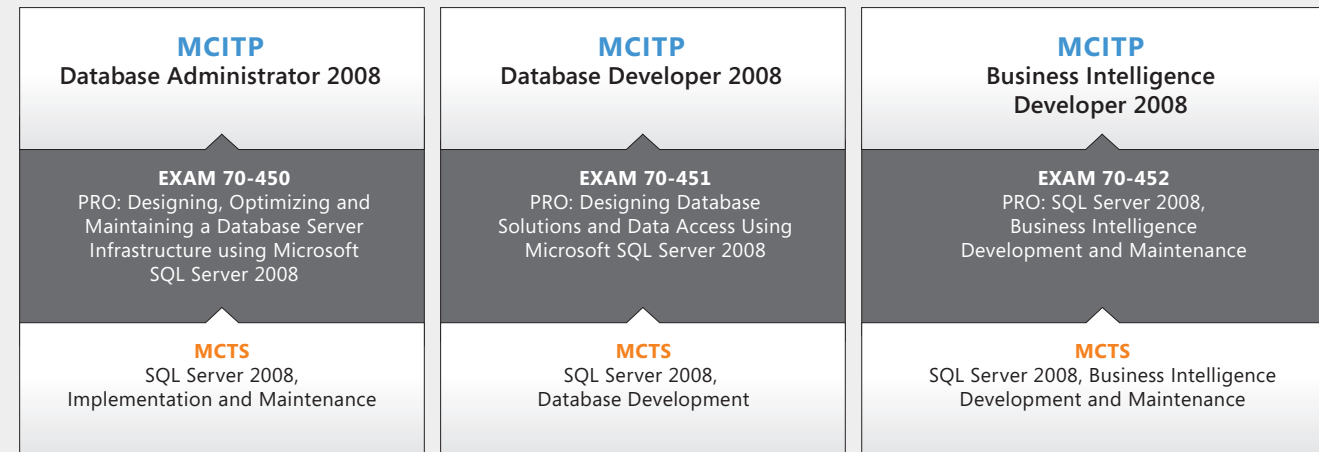 MCITP
Database Administrator 2008
EXAM 70-450
PRO: Designing, Optimizing and
Maintaining a Database Server
Infrastructure using Microsoft
SQL Server 2008
MCTS
SQL Server 2008,
Implementation and Maintenance
MCITP
Database Developer 2008
EXAM 70-451
PRO: Designing Database
Solutions and Data Access Using
Microsoft SQL Server 2008
MCTS
SQL Server 2008,
Database Development
MCITP
Business Intelligence
Developer 2008
EXAM 70-452
PRO: SQL Server 2008,
Business Intelligence
Development and Maintenance
MCTS
SQL Server 2008, Business Intelligence
Development and Maintenance